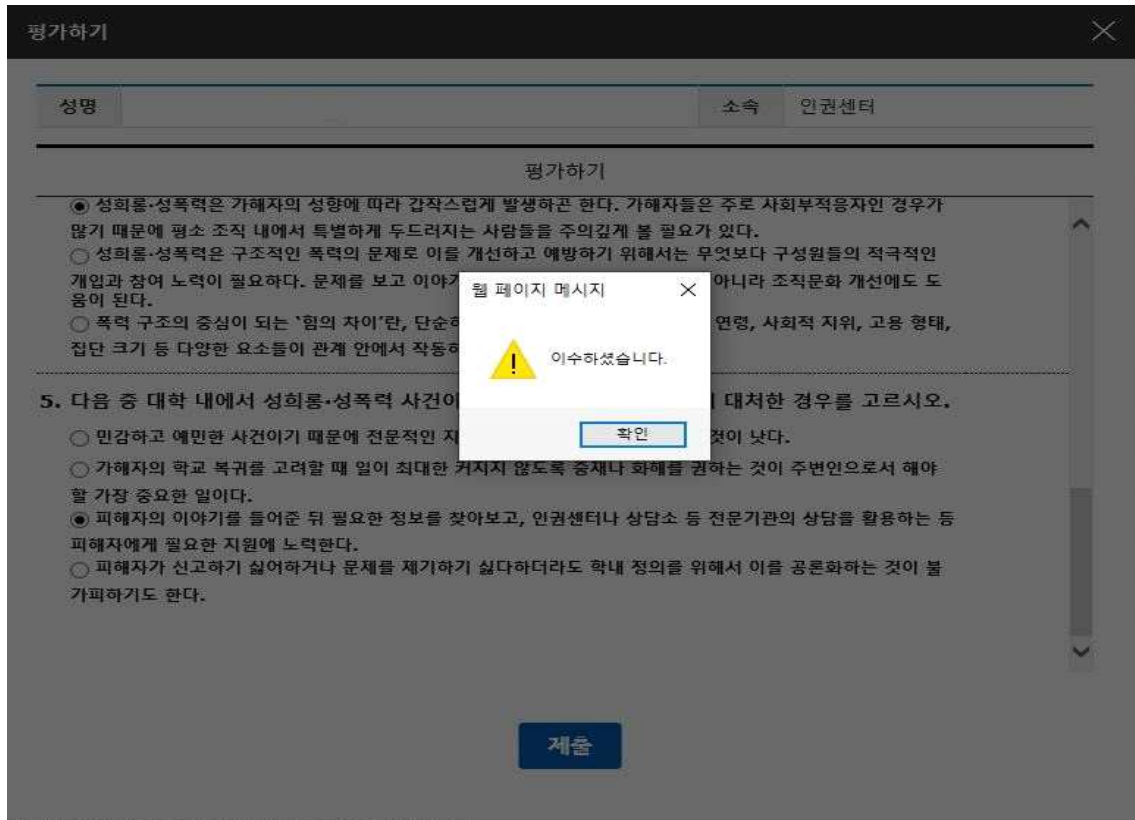 평가하기
성명 소속 인권센터
평가하기
성희롱·성폭력은 가해자의 성향에 따라 갑작스럽게 발생하곤 한다. 가해자들은 주로 사회부적응자인 경우가
많기 때문에 평소 조직 내에서 특별하게 두드러지는 사람들을 주의깊게 볼 필요가 있다.
성희롱·성폭력은 구조적인 폭력의 문제로 이를 개선하고 예방하기 위해서는 무엇보다 구성원들의 적극적인
개입과 참여 노력이 필요하다. 문제를 보고 이야기 아니라 조직문화 개선에도 도
움이 된다.
폭력 구조의 중심이 되는 '힘의 차이'란, 단순히 연령, 사회적 지위, 고용 형태,
집단 크기 등 다양한 요소들이 관계 안에서 작동하
웹 페이지 메시지
이수하셨습니다.
확인
5. 다음 중 대학 내에서 성희롱·성폭력 사건이 대처한 경우를 고르시오.
민감하고 예민한 사건이기 때문에 전문적인 지 것이 낫다.
가해자의 학교 복귀를 고려할 때 일이 최대한 커지지 않도록 중재나 화해를 권하는 것이 주변인으로서 해야
할 가장 중요한 일이다.
피해자의 이야기를 들어준 뒤 필요한 정보를 찾아보고, 인권센터나 상담소 등 전문기관의 상담을 활용하는 등
피해자에게 필요한 지원에 노력한다.
피해자가 신고하기 싫어하거나 문제를 제기하기 싫다하더라도 학내 정의를 위해서 이를 공론화하는 것이 불
가피하기도 한다.
제출